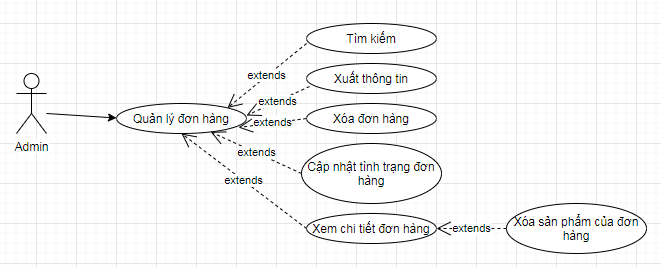 Tìm kiếm
extends
Xuất thông tin
extends
Quản lý đơn hàng
extends
Xóa đơn hàng
Admin
extends
Cập nhật tình trạng đơn
hàng
extends
Xem chi tiết đơn hàng
extends
Xóa sản phẩm của đơn
hàng